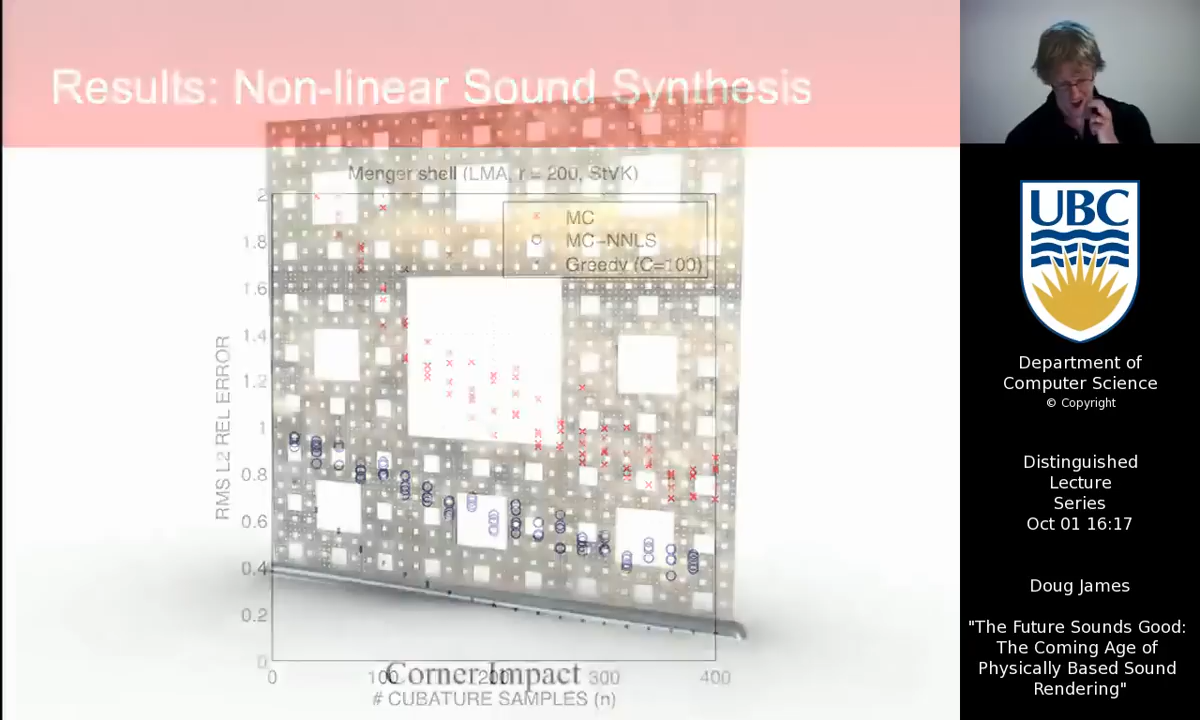 Results: Non-linear Sound Synthesis
Menger shell (LMA, r = 200, StVK)
MC
MC-NNLS
Greedy (C=100)
2
1.8
1.6
1.4
1.2
1
0.8
0.6
0.4
0.2
0
RMS L2 REL ERROR
0 100 200 300 400
Corner Impact
# CUBATURE SAMPLES (n)
UBC
Department of
Computer Science
© Copyright
Distinguished
Lecture
Series
Oct 01 16:17
Doug James
"The Future Sounds Good:
The Coming Age of
Physically Based Sound
Rendering"